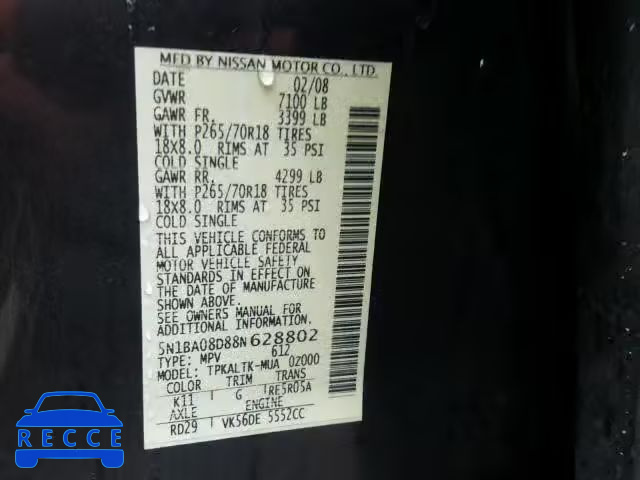 MFD BY NISSAN MOTOR CO., LTD.
DATE 02/08
GVWR 7100 LB
GAWR FR. 3399 LB
WITH P265/70R18 TIRES
18X8.0 RIMS AT 35 PSI
COLD SINGLE
GAWR RR. 4299 LB
WITH P265/70R18 TIRES
18X8.0 RIMS AT 35 PSI
COLD SINGLE
THIS VEHICLE CONFORMS TO
ALL APPLICABLE FEDERAL
MOTOR VEHICLE SAFETY
STANDARDS IN EFFECT ON
THE DATE OF MANUFACTURE
SHOWN ABOVE.
SEE OWNERS MANUAL FOR
ADDITIONAL INFORMATION.
5N1BA08D88N628802
TYPE: MPV 612
MODEL: TPKALTK-MUA 0Z000
COLOR TRIM TRANS
K11 G RE5R05A
AXLE ENGINE
RD29 VK56DE 5552CC
RECCE